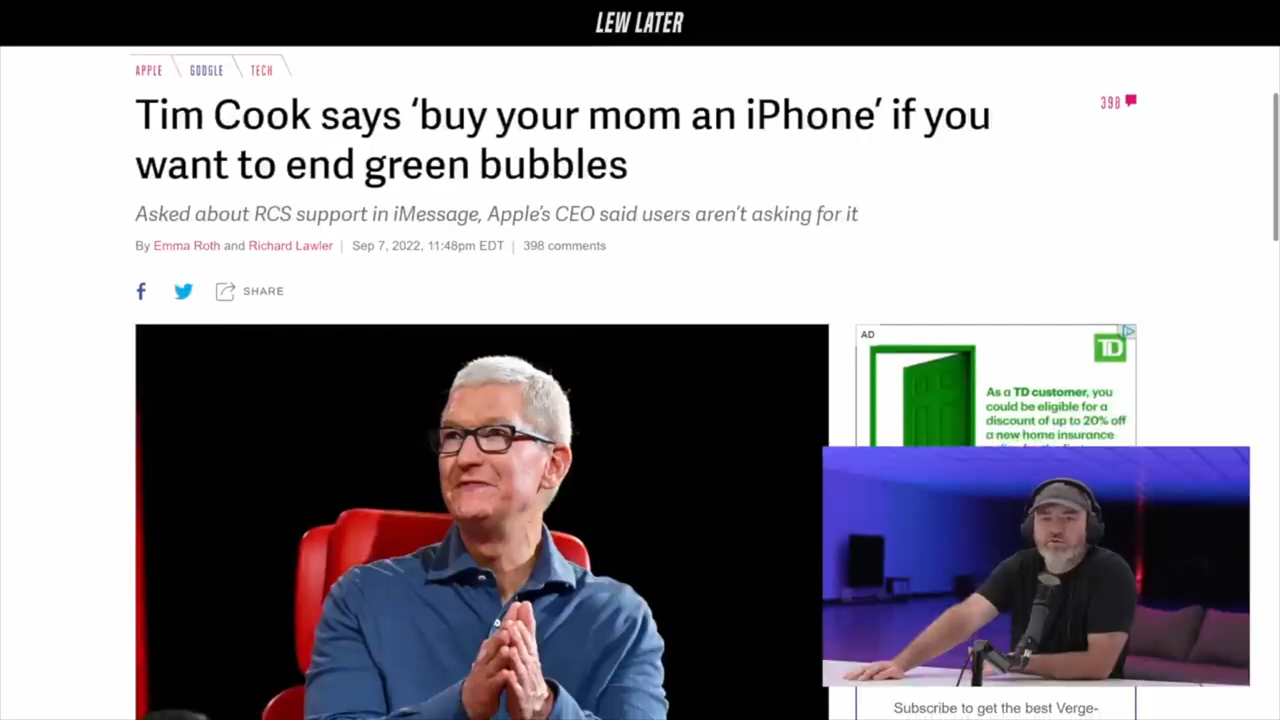 LEW LATER
APPLE
GOOGLE
TECH
Tim Cook says ‘buy your mom an iPhone’ if you
want to end green bubbles
398
Asked about RCS support in iMessage, Apple’s CEO said users aren’t asking for it
By Emma Roth and Richard Lawler | Sep 7, 2022, 11:48pm EDT | 398 comments
f
SHARE
AD
TD
As a TD customer, you
could be eligible for a
discount of up to 20% off
a new home insurance
Subscribe to get the best Verge-